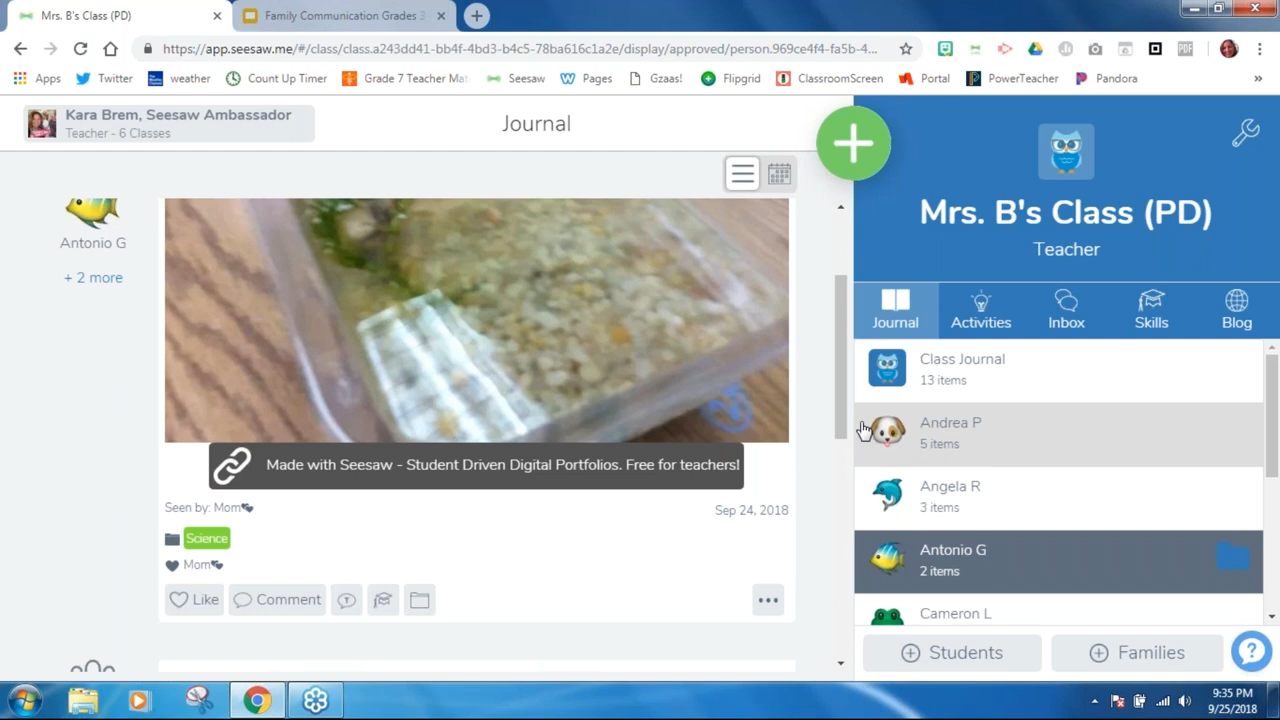 Mrs. B's Class (PD)
Family Communication Grades 3
https://app.seesaw.me/#/class/class.a243dd41-bb4f-4bd3-b4c5-78ba616c1a2e/display/approved/person.969ce4f4-fa5b-4...
Apps Twitter weather Count Up Timer Grade 7 Teacher Mat Seesaw Pages Gzaas! Flipgrid ClassroomScreen Portal PowerTeacher Pandora »
Kara Brem, Seesaw Ambassador
Teacher - 6 Classes
Journal
Antonio G
+ 2 more
Made with Seesaw - Student Driven Digital Portfolios. Free for teachers!
Seen by: Mom
Sep 24, 2018
Science
Mom
Like Comment
Mrs. B's Class (PD)
Teacher
Journal Activities Inbox Skills Blog
Class Journal
13 items
Andrea P
5 items
Angela R
3 items
Antonio G
2 items
Cameron L
Students Families
9:35 PM
9/25/2018